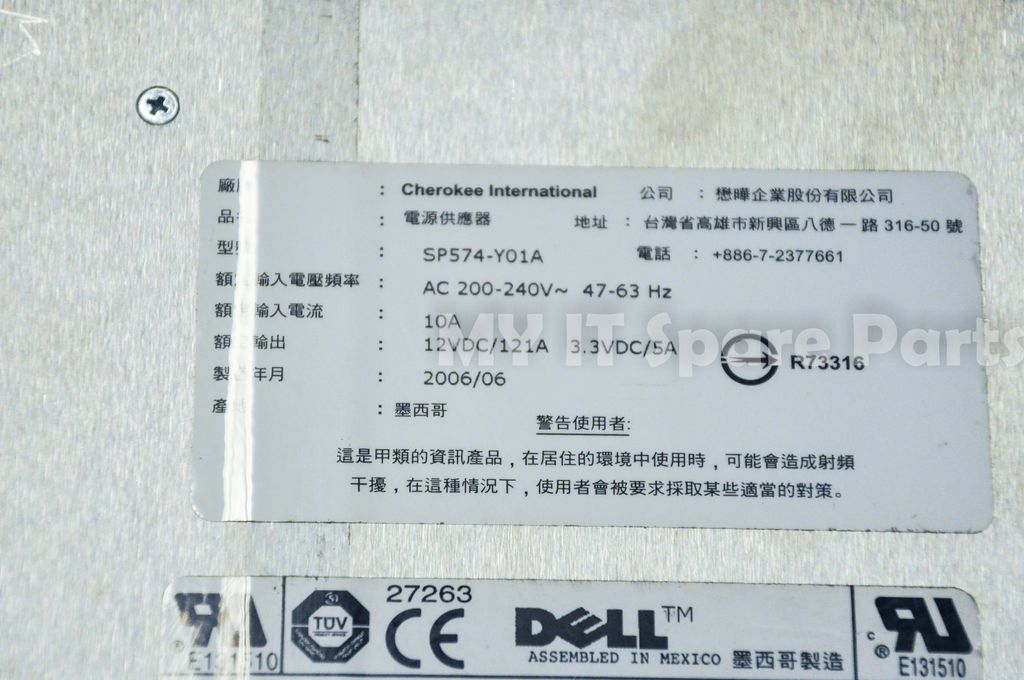 廠 : Cherokee International 公司 : 懋曄企業股份有限公司
品 : 電源供應器 地址 : 台灣省高雄市新興區八德一路 316-50 號
型 : SP574-Y01A 電話 : +886-7-2377661
額定輸入電壓頻率 : AC 200-240V~ 47-63 Hz
額定輸入電流 : 10A
額定輸出 : 12VDC/121A 3.3VDC/5A
MY IT Spare Parts
R73316
製造年月 : 2006/06
產地 : 墨西哥
警告使用者:
這是甲類的資訊產品,在居住的環境中使用時,可能會造成射頻
干擾,在這種情況下,使用者會被要求採取某些適當的對策。
E131510 TÜV 27263 CE DELL™ c ® E131510
ASSEMBLED IN MEXICO 墨西哥製造